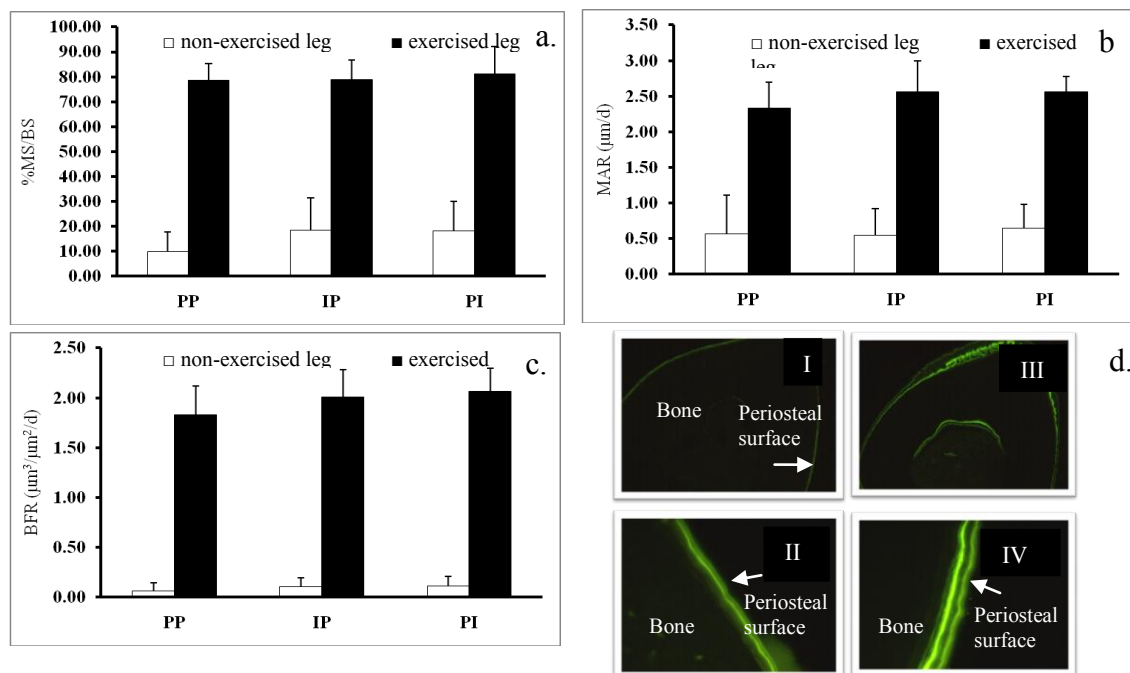 a.
non-exercised leg exercised leg
100.00
90.00
80.00
70.00
60.00
50.00
40.00
30.00
20.00
10.00
0.00
%MS/BS
PP IP PI
b
non-exercised leg exercised
leg
3.50
3.00
2.50
2.00
1.50
1.00
0.50
0.00
MAR (µm/d)
PP IP PI
c.
non-exercised leg exercised
2.50
2.00
1.50
1.00
0.50
0.00
BFR (µm³/µm²/d)
PP IP PI
d.
I
Bone Periosteal
surface
III
II
Bone Periosteal
surface
IV
Bone Periosteal
surface